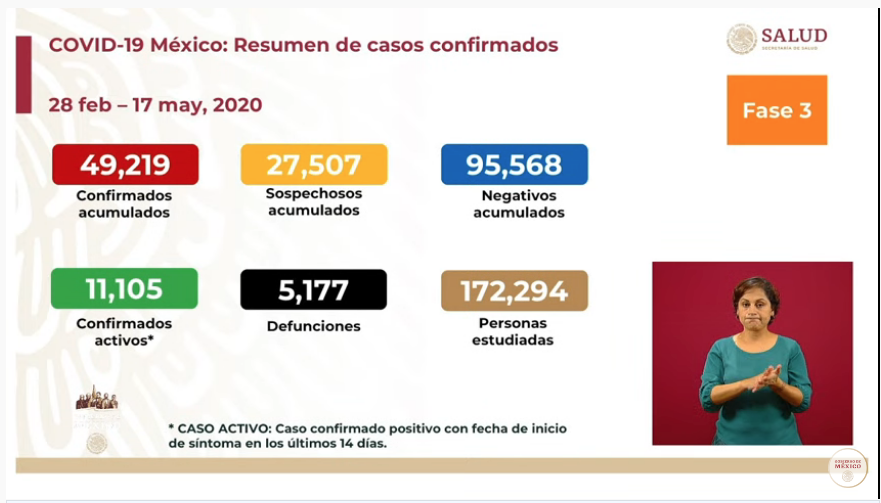 COVID-19 México: Resumen de casos confirmados
SALUD
SECRETARÍA DE SALUD
28 feb – 17 may, 2020
Fase 3
49,219
Confirmados
acumulados
27,507
Sospechosos
acumulados
95,568
Negativos
acumulados
11,105
Confirmados
activos*
5,177
Defunciones
172,294
Personas
estudiadas
* CASO ACTIVO: Caso confirmado positivo con fecha de inicio
de síntoma en los últimos 14 días.
GOBIERNO DE
MÉXICO